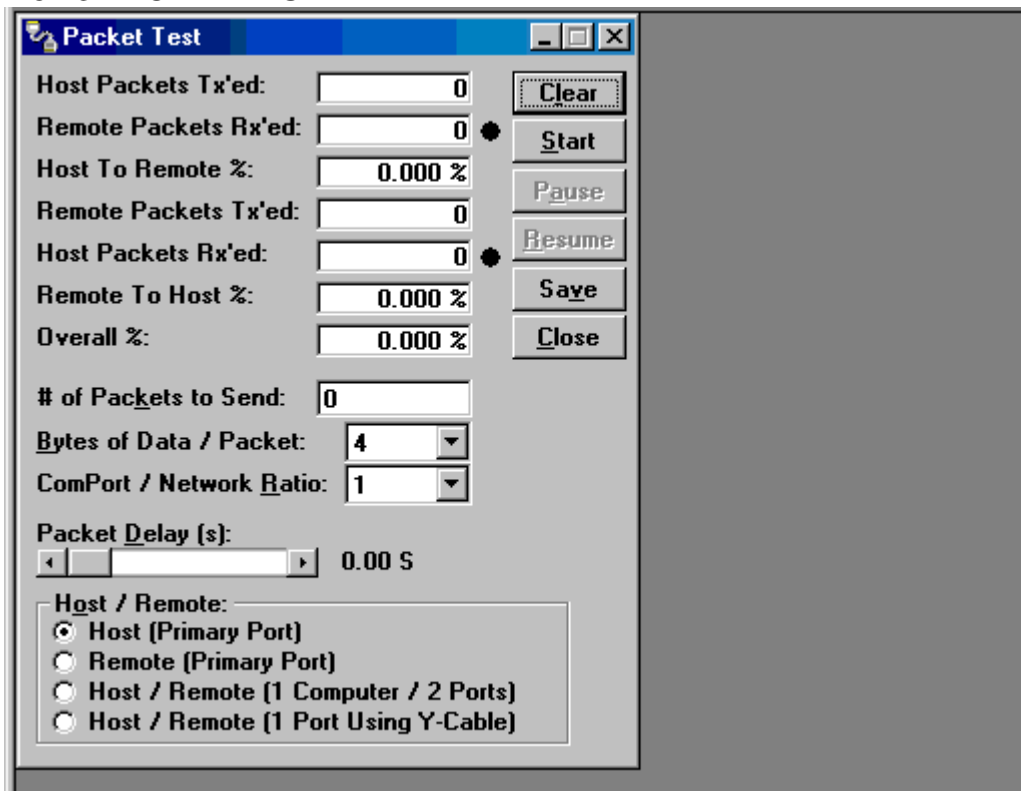 Packet Test
Host Packets Tx'ed: 0 Clear
Remote Packets Rx'ed: 0 Start
Host To Remote %: 0.000 % Pause
Remote Packets Tx'ed: 0 Resume
Host Packets Rx'ed: 0 Save
Remote To Host %: 0.000 % Close
Overall %: 0.000 %
# of Packets to Send: 0
Bytes of Data / Packet: 4
ComPort / Network Ratio: 1
Packet Delay (s):
0.00 S
Host / Remote:
Host (Primary Port)
Remote (Primary Port)
Host / Remote (1 Computer / 2 Ports)
Host / Remote (1 Port Using Y-Cable)